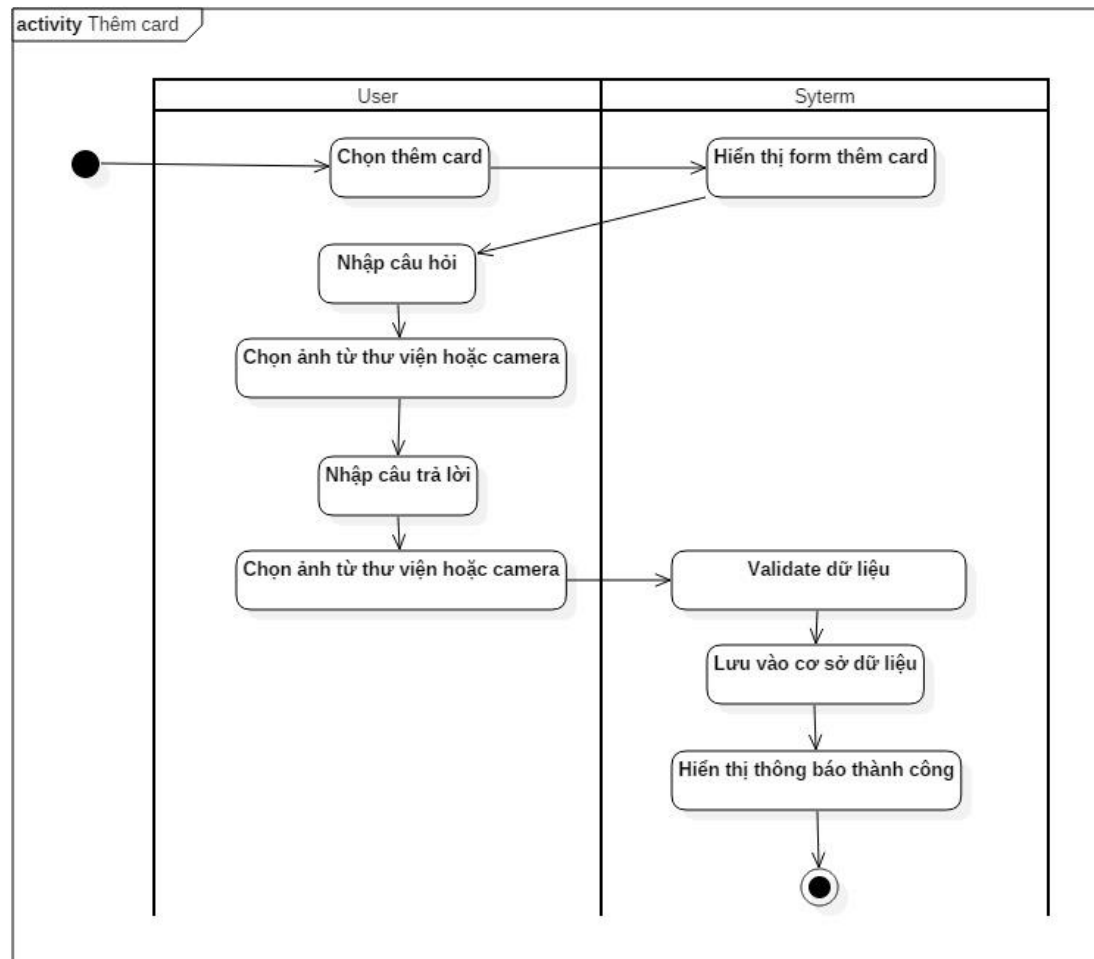 activity Thêm card
User
Syterm
Chọn thêm card
Hiển thị form thêm card
Nhập câu hỏi
Chọn ảnh từ thư viện hoặc camera
Nhập câu trả lời
Chọn ảnh từ thư viện hoặc camera
Validate dữ liệu
Lưu vào cơ sở dữ liệu
Hiển thị thông báo thành công